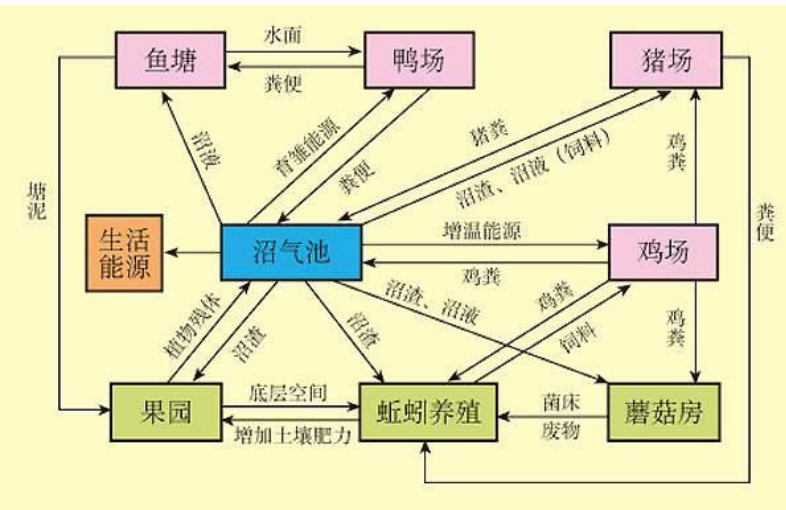 水面
鱼塘
鸭场
猪场
粪便
沼液
育雏能源
粪便
猪粪
沼渣、沼液（饲料）
鸡粪
塘泥
粪便
生活
能源
沼气池
增温能源
鸡场
鸡粪
植物残体
沼渣
沼渣
沼渣、沼液
鸡粪
饲料
鸡粪
果园
底层空间
增加土壤肥力
蚯蚓养殖
菌床
废物
蘑菇房